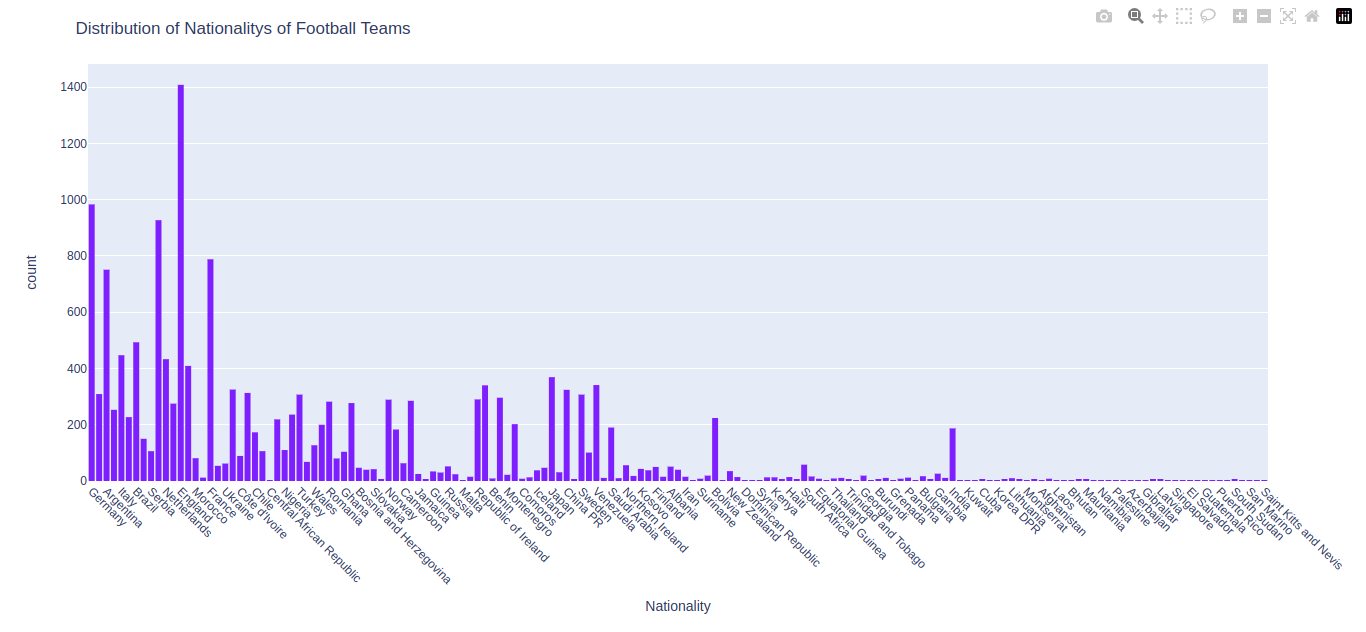 Distribution of Nationalitys of Football Teams
count
1400
1200
1000
800
600
400
200
0
Germany
Argentina
Italy
Brazil
Serbia
Netherlands
England
Morocco
France
Ukraine
Côte d'Ivoire
Chile
Central African Republic
Nigeria
Turkey
Wales
Romania
Ghana
Bosnia and Herzegovina
Slovakia
Norway
Cameroon
Jamaica
Guinea
Russia
Malta
Republic of Ireland
Benin
Montenegro
Comoros
Iceland
Japan
China PR
Sweden
Venezuela
Saudi Arabia
Northern Ireland
Kosovo
Finland
Albania
Iran
Suriname
Bolivia
New Zealand
Dominican Republic
Syria
Kenya
Haiti
South Africa
Equatorial Guinea
Thailand
Trinidad and Tobago
Georgia
Burundi
Grenada
Panama
Bulgaria
Gambia
India
Kuwait
Cuba
Korea DPR
Lithuania
Montserrat
Afghanistan
Laos
Bhutan
Mauritania
Namibia
Palestine
Azerbaijan
Gibraltar
Latvia
Singapore
El Salvador
Guatemala
Puerto Rico
South Sudan
San Marino
Saint Kitts and Nevis
Nationality